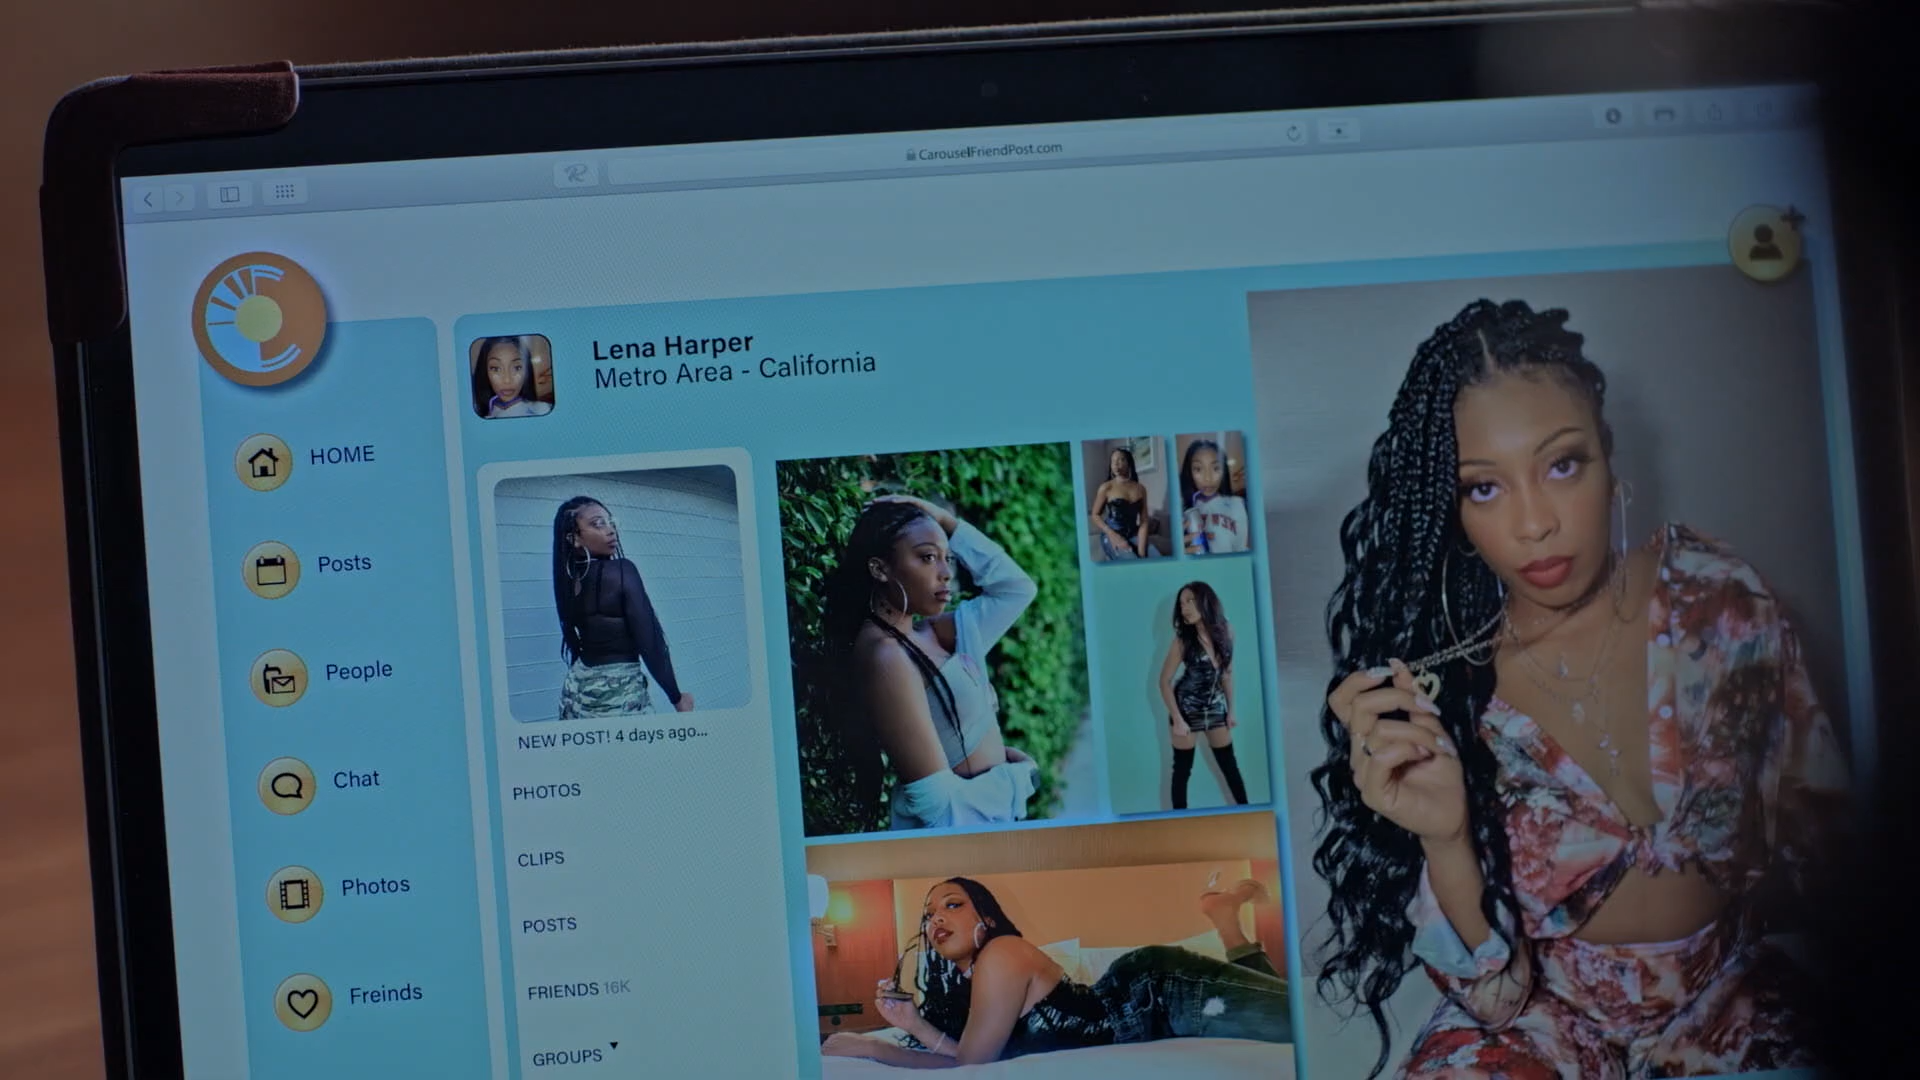 CarouselFriendPost.com
Lena Harper
Metro Area - California
HOME
Posts
People
Chat
Photos
Freinds
NEW POST! 4 days ago...
PHOTOS
CLIPS
POSTS
FRIENDS 16K
GROUPS